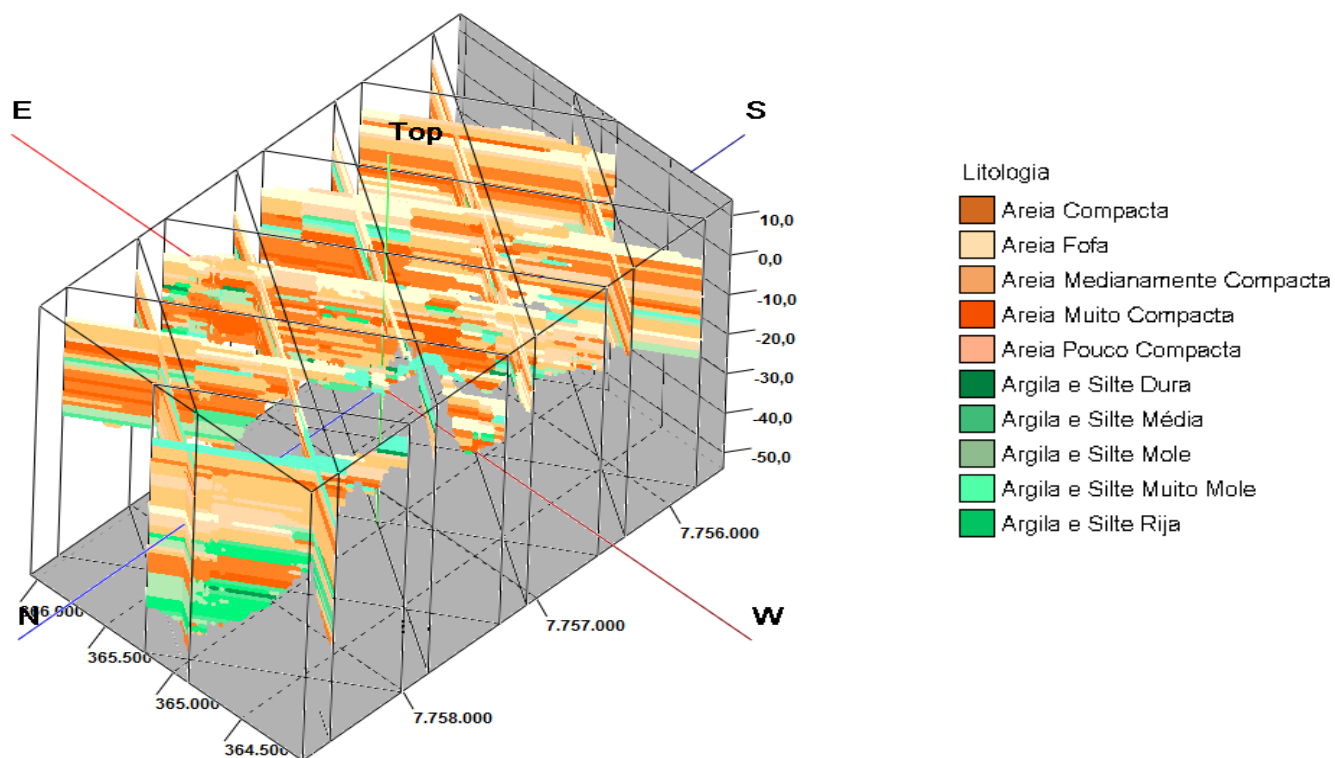 E
S
Top
10,0
0,0
-10,0
-20,0
-30,0
-40,0
-50,0
7.756.000
7.757.000
7.758.000
N
W
365.500
365.000
364.500
Litologia
Areia Compacta
Areia Fofa
Areia Medianamente Compacta
Areia Muito Compacta
Areia Pouco Compacta
Argila e Silte Dura
Argila e Silte Média
Argila e Silte Mole
Argila e Silte Muito Mole
Argila e Silte Rija